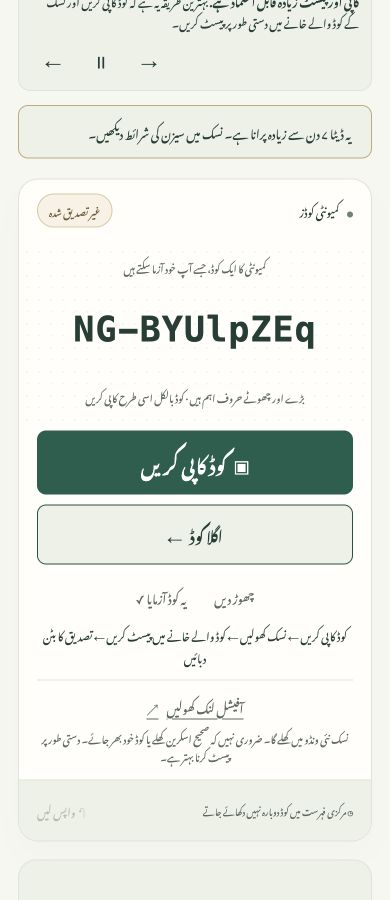 کاپی اور پیسٹ زیادہ قابل اعتماد ہے۔ بہترین طریقہ یہ ہے کہ کوڈ کاپی کریں اور نسک
کے کوڈ والے خانے میں دستی طور پر پیسٹ کریں۔
← II →
یہ ڈیٹا ۷ دن سے زیادہ پرانا ہے۔ نسک میں سیزن کی شرائط دیکھیں۔
کمیونٹی کوڈز
غیر تصدیق شدہ
کمیونٹی کا ایک کوڈ، جسے آپ خود آزما سکتے ہیں
NG-BYUlpZEq
بڑے اور چھوٹے حروف اہم ہیں · کوڈ بالکل اسی طرح کاپی کریں
▣ کوڈ کاپی کریں
اگلا کوڈ ←
چھوڑ دیں
یہ کوڈ آزمایا ✓
کوڈ کاپی کریں ← نسک کھولیں ← کوڈ والے خانے میں پیسٹ کریں ← تصدیق کا بٹن
دبائیں
آفیشل لنک کھولیں ↗
نسک نئی ونڈو میں کھلے گا۔ ضروری نہیں کہ صحیح اسکرین کھلے یا کوڈ خود بھر جائے۔ دستی طور پر
پیسٹ کرنا بہتر ہے۔
مرکزی فہرست میں کوڈ دوبارہ نہیں دکھائے جاتے
واپس لیں